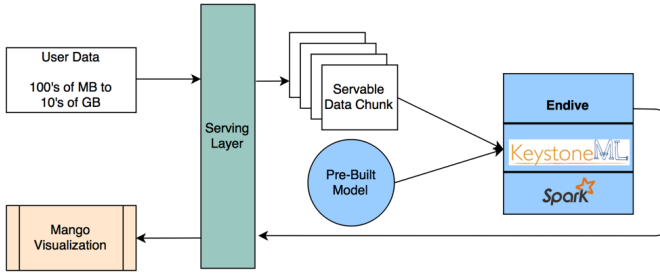 User Data
100's of MB to
10's of GB
Serving
Layer
Servable
Data Chunk
Pre-Built
Model
Endive
KeystoneML
Spark
Mango
Visualization